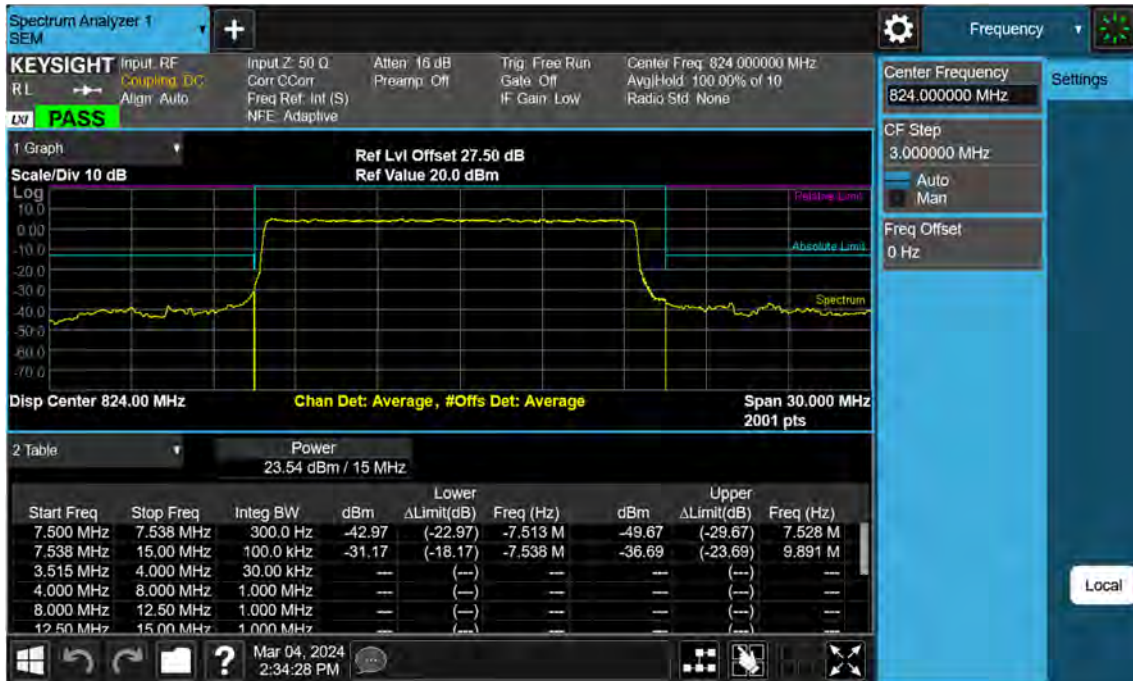 Spectrum Analyzer 1
SEM
Frequency
KEYSIGHT
RL
LXI
PASS
Input: RF
Coupling: DC
Align: Auto
Input Z: 50 Ω
Corr CCorr
Freq Ref: Int (S)
NFE: Adaptive
Atten: 16 dB
Preamp: Off
Trig: Free Run
Gate: Off
IF Gain: Low
Center Freq: 824.000000 MHz
Avg|Hold: 100.00% of 10
Radio Std: None
Center Frequency
824.000000 MHz
Settings
CF Step
3.000000 MHz
Auto
Man
Freq Offset
0 Hz
1 Graph
Scale/Div 10 dB
Ref Lvl Offset 27.50 dB
Ref Value 20.0 dBm
Log
10.0
0.00
-10.0
-20.0
-30.0
-40.0
-50.0
-60.0
-70.0
Relative Limit
Absolute Limit
Spectrum
Disp Center 824.00 MHz
Chan Det: Average, #Offs Det: Average
Span 30.000 MHz
2001 pts
2 Table
Power
23.54 dBm / 15 MHz
Lower Upper
Start Freq Stop Freq Integ BW dBm ΔLimit(dB) Freq (Hz) dBm ΔLimit(dB) Freq (Hz)
7.500 MHz 7.538 MHz 300.0 Hz -42.97 (-22.97) -7.513 M -49.67 (-29.67) 7.528 M
7.538 MHz 15.00 MHz 100.0 kHz -31.17 (-18.17) -7.538 M -36.69 (-23.69) 9.891 M
3.515 MHz 4.000 MHz 30.00 kHz --- (---) --- --- (---) ---
4.000 MHz 8.000 MHz 1.000 MHz --- (---) --- --- (---) ---
8.000 MHz 12.50 MHz 1.000 MHz --- (---) --- --- (---) ---
12.50 MHz 15.00 MHz 1.000 MHz --- (---) --- --- (---) ---
Local
?
Mar 04, 2024
2:34:28 PM